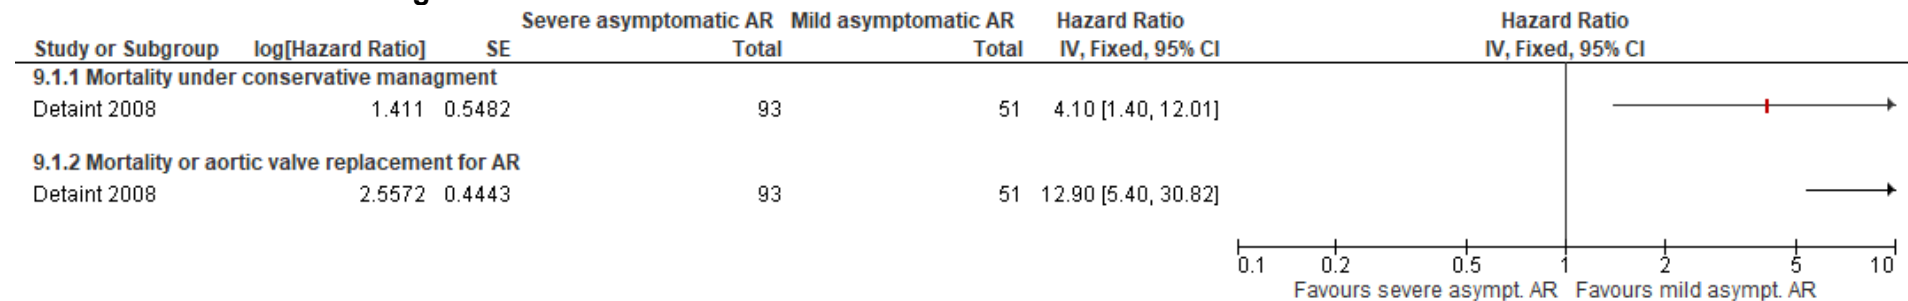 Severe asymptomatic AR Mild asymptomatic AR Hazard Ratio Hazard Ratio
Study or Subgroup log[Hazard Ratio] SE Total Total IV, Fixed, 95% CI IV, Fixed, 95% CI
9.1.1 Mortality under conservative managment
Detaint 2008 1.411 0.5482 93 51 4.10 [1.40, 12.01]
9.1.2 Mortality or aortic valve replacement for AR
Detaint 2008 2.5572 0.4443 93 51 12.90 [5.40, 30.82]
0.1 0.2 0.5 1 2 5 10
Favours severe asympt. AR Favours mild asympt. AR